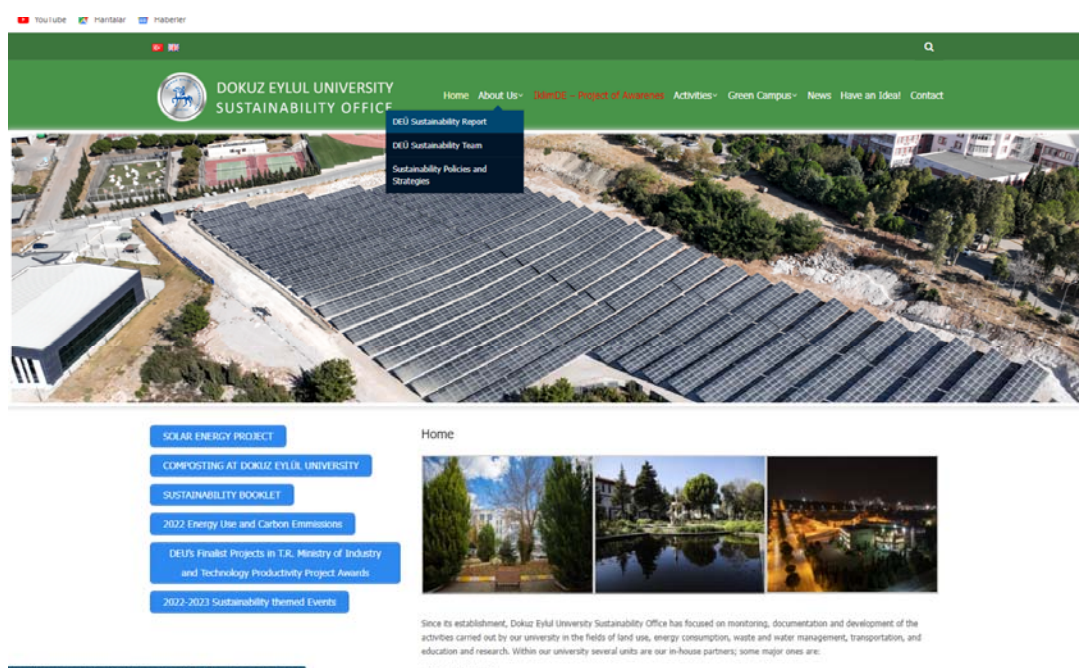 YouTube Haritalar Haberler
DOKUZ EYLUL UNIVERSITY
SUSTAINABILITY OFFICE
Home About Us İklimDE – Project of Awarenes Activities Green Campus News Have an Idea! Contact
DEÜ Sustainability Report
DEÜ Sustainability Team
Sustainability Policies and
Strategies
SOLAR ENERGY PROJECT
COMPOSTING AT DOKUZ EYLÜL UNIVERSITY
SUSTAINABILITY BOOKLET
2022 Energy Use and Carbon Emmissions
DEU's Finalist Projects in T.R. Ministry of Industry
and Technology Productivity Project Awards
2022-2023 Sustainability themed Events
Home
Since its establishment, Dokuz Eylul University Sustainability Office has focused on monitoring, documentation and development of the
activities carried out by our university in the fields of land use, energy consumption, waste and water management, transportation, and
education and research. Within our university several units are our in-house partners; some major ones are: